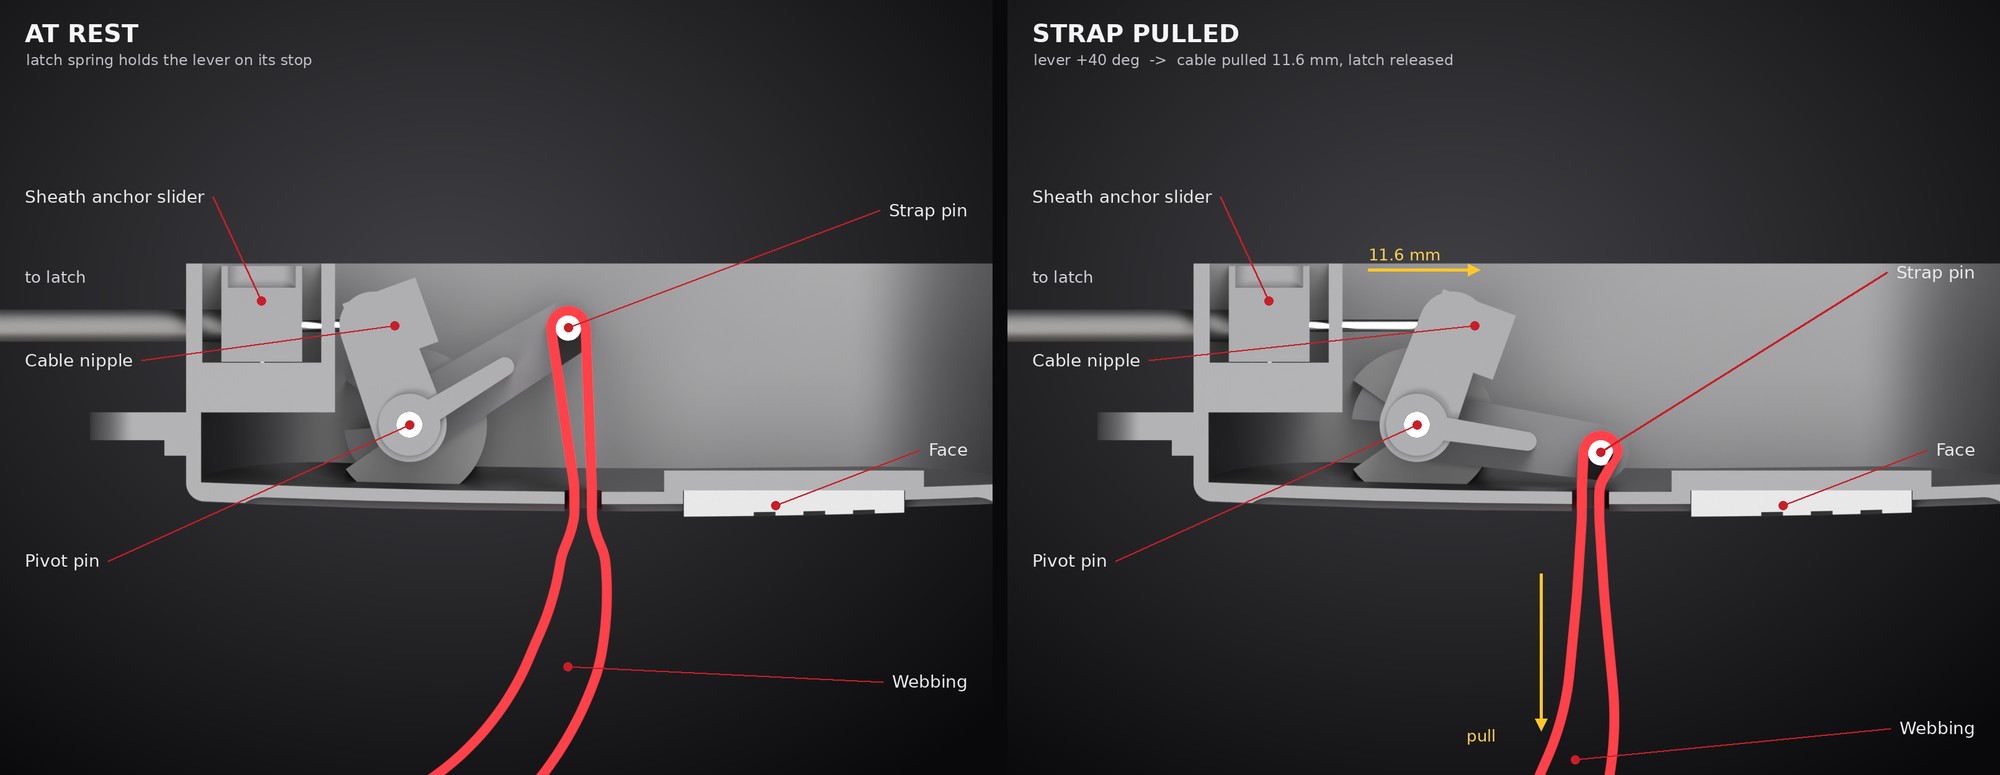 AT REST
latch spring holds the lever on its stop
Sheath anchor slider
Strap pin
to latch
Cable nipple
Face
Pivot pin
Webbing
STRAP PULLED
lever +40 deg -> cable pulled 11.6 mm, latch released
Sheath anchor slider
11.6 mm
Strap pin
to latch
Cable nipple
Face
Pivot pin
Webbing
pull